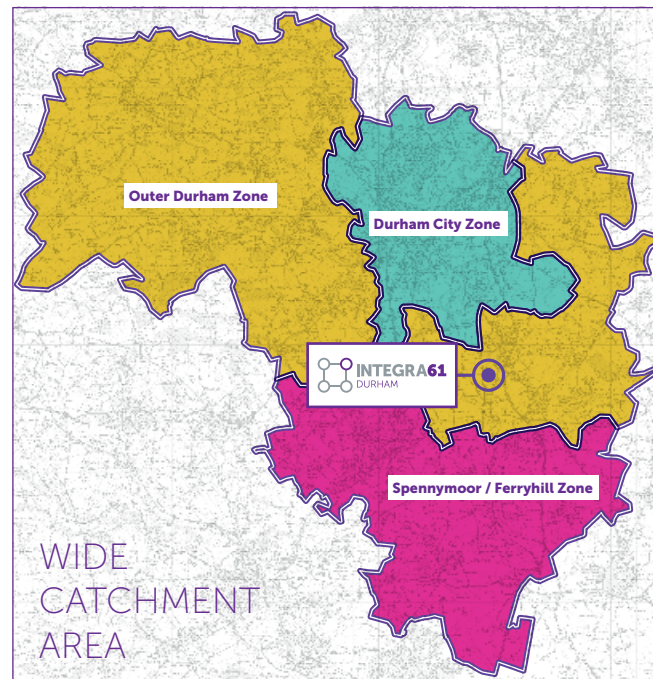 Outer Durham Zone
Durham City Zone
INTEGRA61
DURHAM
Spennymoor / Ferryhill Zone
WIDE
CATCHMENT
AREA